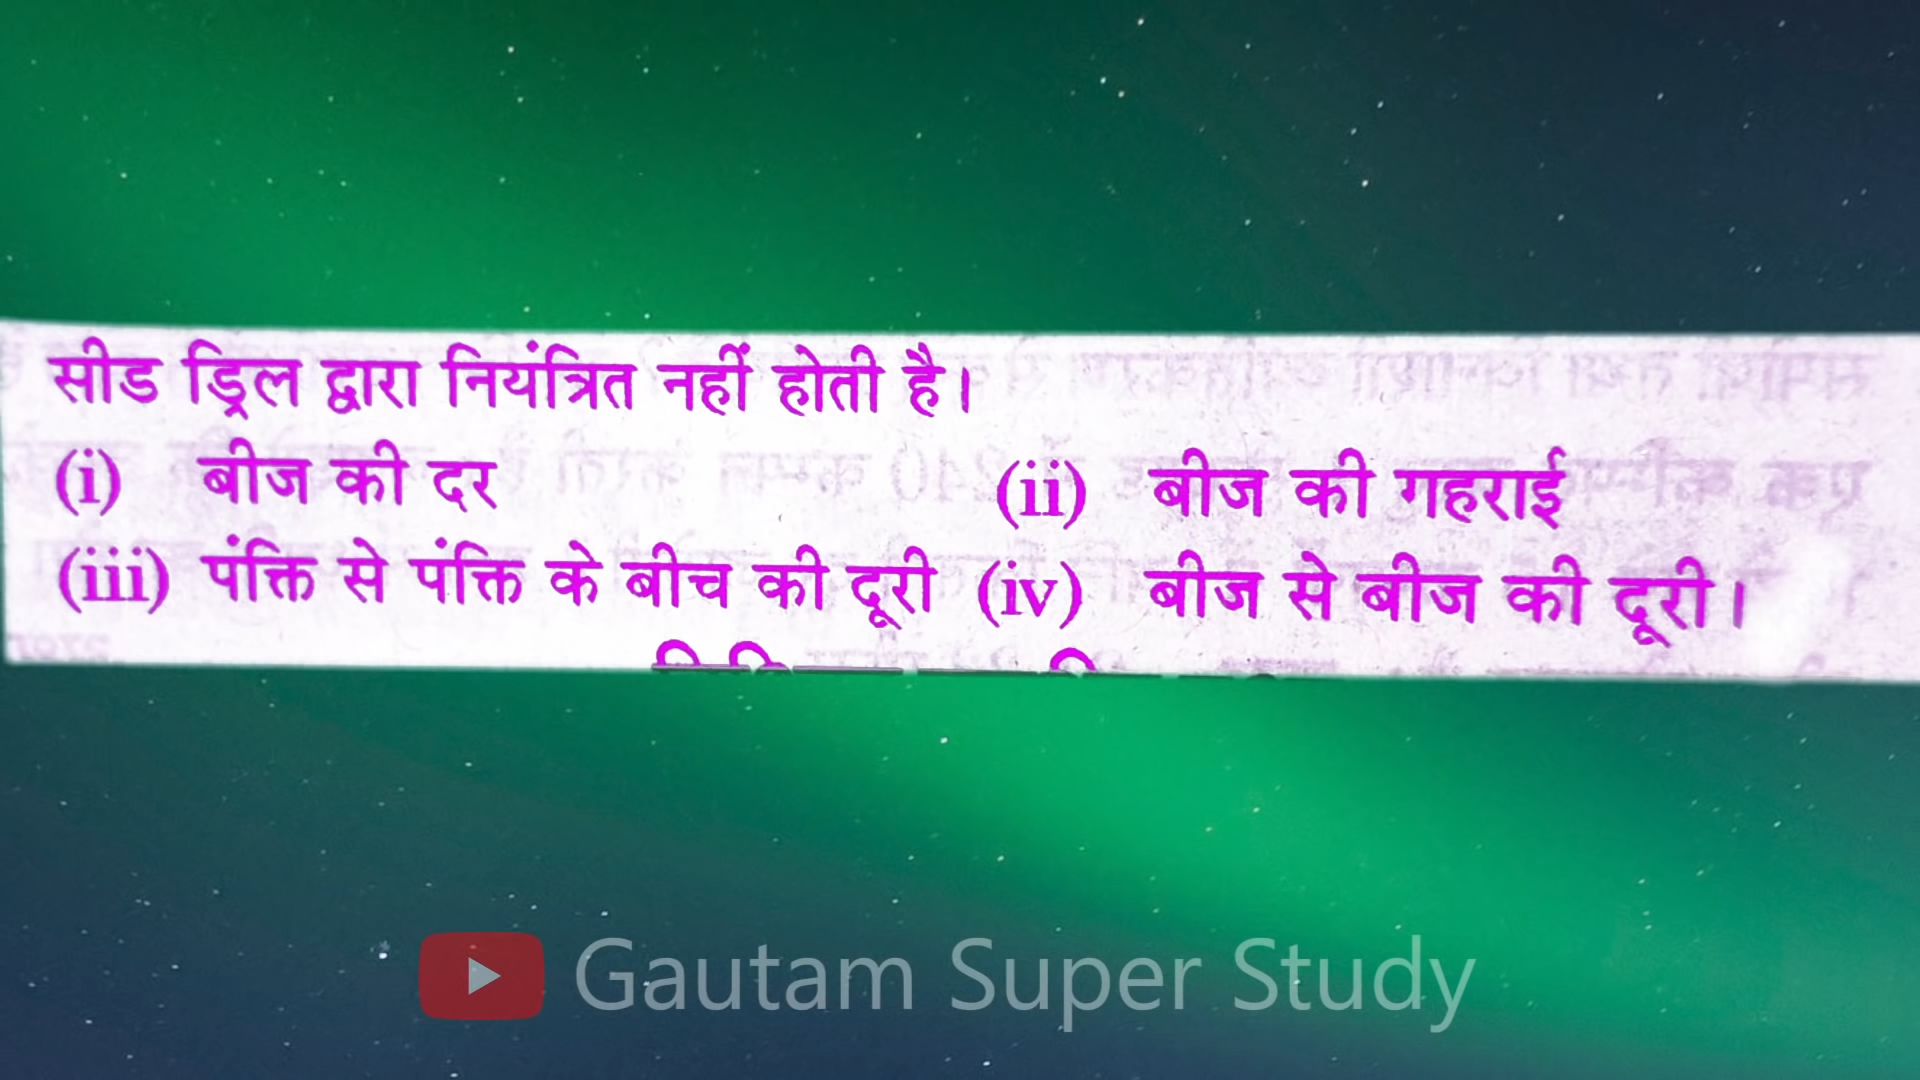 सीड ड्रिल द्वारा नियंत्रित नहीं होती है।
(i) बीज की दर (ii) बीज की गहराई
(iii) पंक्ति से पंक्ति के बीच की दूरी (iv) बीज से बीज की दूरी।
Gautam Super Study